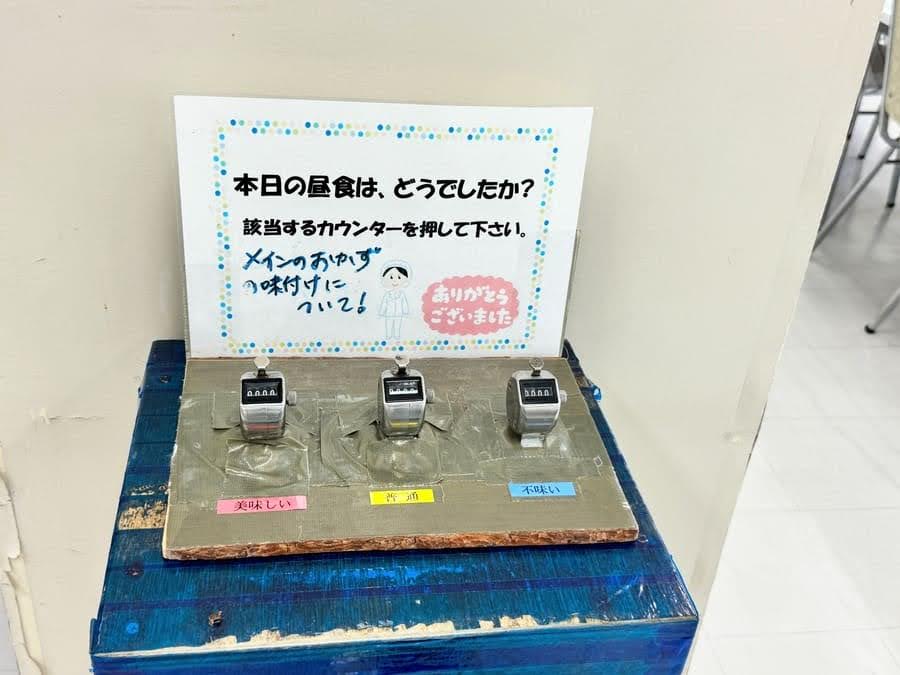 本日の昼食は、どうでしたか?
該当するカウンターを押して下さい。
メインのおかず
の味付けに
ついて!
ありがとう
ございました
0000
0000
0000
美味しい
普通
不味い